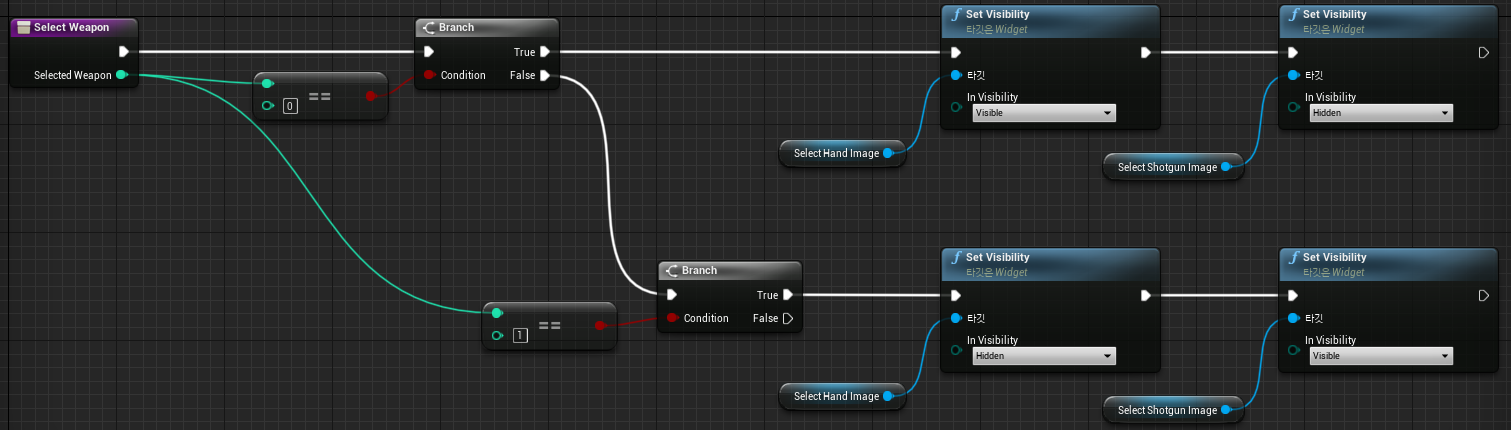 Select Weapon
Selected Weapon
0
==
Branch
Condition
True
False
Select Hand Image
Set Visibility
타깃은 Widget
타깃
In Visibility
Visible
Select Shotgun Image
Set Visibility
타깃은 Widget
타깃
In Visibility
Hidden
1
==
Branch
Condition
True
False
Select Hand Image
Set Visibility
타깃은 Widget
타깃
In Visibility
Hidden
Select Shotgun Image
Set Visibility
타깃은 Widget
타깃
In Visibility
Visible